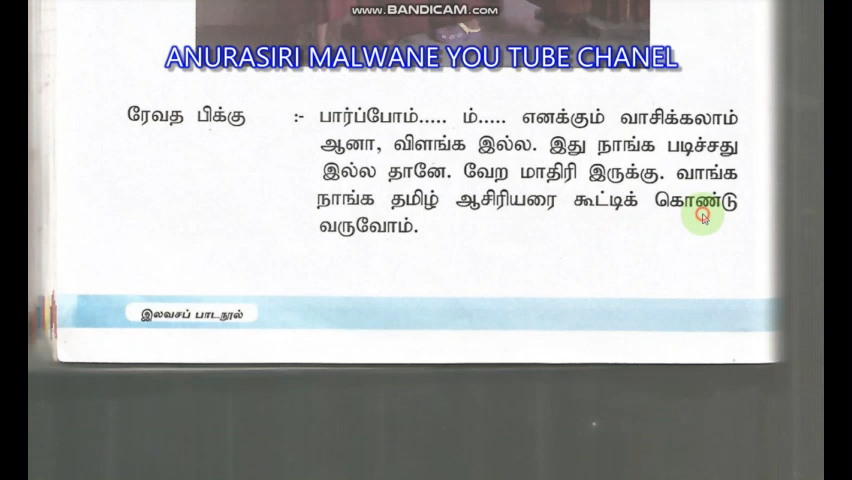 www.BANDICAM.com
ANURASIRI MALWANE YOU TUBE CHANEL
ரேவத பிக்கு :- பார்ப்போம்..... ம்..... எனக்கும் வாசிக்கலாம்
ஆனா, விளங்க இல்ல. இது நாங்க படிச்சது
இல்ல தானே. வேற மாதிரி இருக்கு. வாங்க
நாங்க தமிழ் ஆசிரியரை கூட்டிக் கொண்டு
வருவோம்.
இலவசப் பாடநூல்